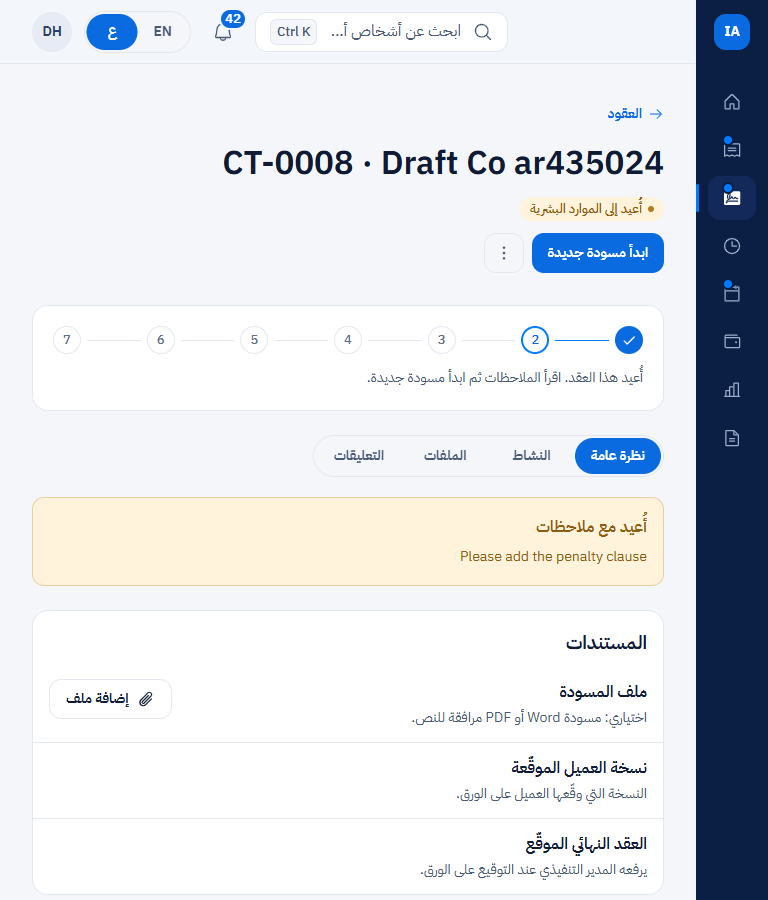 IA
ابحث عن أشخاص أ...
Ctrl K
42
EN
ع
DH
العقود
CT-0008 · Draft Co ar435024
أُعيد إلى الموارد البشرية
ابدأ مسودة جديدة
2
3
4
5
6
7
أُعيد هذا العقد. اقرأ الملاحظات ثم ابدأ مسودة جديدة.
نظرة عامة
النشاط
الملفات
التعليقات
أُعيد مع ملاحظات
Please add the penalty clause
المستندات
ملف المسودة
اختياري: مسودة Word أو PDF مرافقة للنص.
إضافة ملف
نسخة العميل الموقّعة
النسخة التي وقّعها العميل على الورق.
العقد النهائي الموقّع
يرفعه المدير التنفيذي عند التوقيع على الورق.